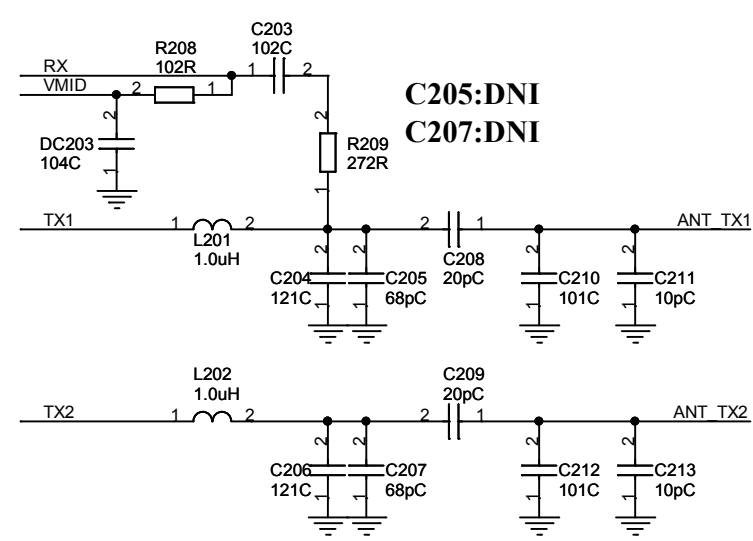 C203
102C
R208
102R
RX
1 2
VMID
2 1
C205:DNI
C207:DNI
2
DC203
104C
1
2
R209
272R
1
TX1
1 2
L201
1.0uH
2 1
C208
20pC
ANT_TX1
2
C204
121C
1
2
C205
68pC
1
2
C210
101C
1
2
C211
10pC
1
L202
1.0uH
C209
20pC
TX2
1 2
2 1
ANT_TX2
2
C206
121C
1
2
C207
68pC
1
2
C212
101C
1
2
C213
10pC
1